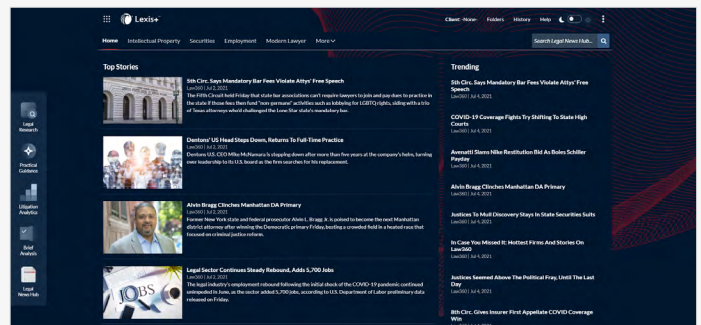 Lexis+
Client: -None-
Folders
History
Help
Home
Intellectual Property
Securities
Employment
Modern Lawyer
More
Search Legal News Hub...
Legal
Research
Practical
Guidance
Litigation
Analytics
Brief
Analysis
Legal
News Hub
Top Stories
5th Circ. Says Mandatory Bar Fees Violate Attys' Free Speech
Law360 | Jul 2, 2021
The Fifth Circuit held Friday that state bar associations can't require lawyers to join and pay dues to practice in
the state if those fees then fund "non-germane" activities such as lobbying for LGBTQ rights, siding with a trio
of Texas attorneys who'd challenged the Lone Star state's mandatory bar.
Dentons' US Head Steps Down, Returns To Full-Time Practice
Law360 | Jul 2, 2021
Dentons U.S. CEO Mike McNamara is stepping down after more than five years at the company's helm, turning
over leadership to its U.S. board as the firm searches for his replacement.
Alvin Bragg Clinches Manhattan DA Primary
Law360 | Jul 2, 2021
Former New York state and federal prosecutor Alvin L. Bragg Jr. is poised to become the next Manhattan
district attorney after winning the Democratic primary Friday, besting a crowded field in a heated race that
focused on criminal justice reform.
JOBS
Legal Sector Continues Steady Rebound, Adds 5,700 Jobs
Law360 | Jul 2, 2021
The legal industry's employment rebound following the initial shock of the COVID-19 pandemic continued
unimpeded in June, as the sector added 5,700 jobs, according to U.S. Department of Labor preliminary data
released on Friday.
Trending
5th Circ. Says Mandatory Bar Fees Violate Attys' Free
Speech
Law360 | Jul 4, 2021
COVID-19 Coverage Fights Try Shifting To State High
Courts
Law360 | Jul 4, 2021
Avenatti Slams Nike Restitution Bid As Boies Schiller
Payday
Law360 | Jul 4, 2021
Alvin Bragg Clinches Manhattan DA Primary
Law360 | Jul 4, 2021
Justices To Mull Discovery Stays In State Securities Suits
Law360 | Jul 4, 2021
In Case You Missed It: Hottest Firms And Stories On
Law360
Law360 | Jul 4, 2021
Justices Seemed Above The Political Fray, Until The Last
Day
Law360 | Jul 4, 2021
8th Circ. Gives Insurer First Appellate COVID Coverage
Win